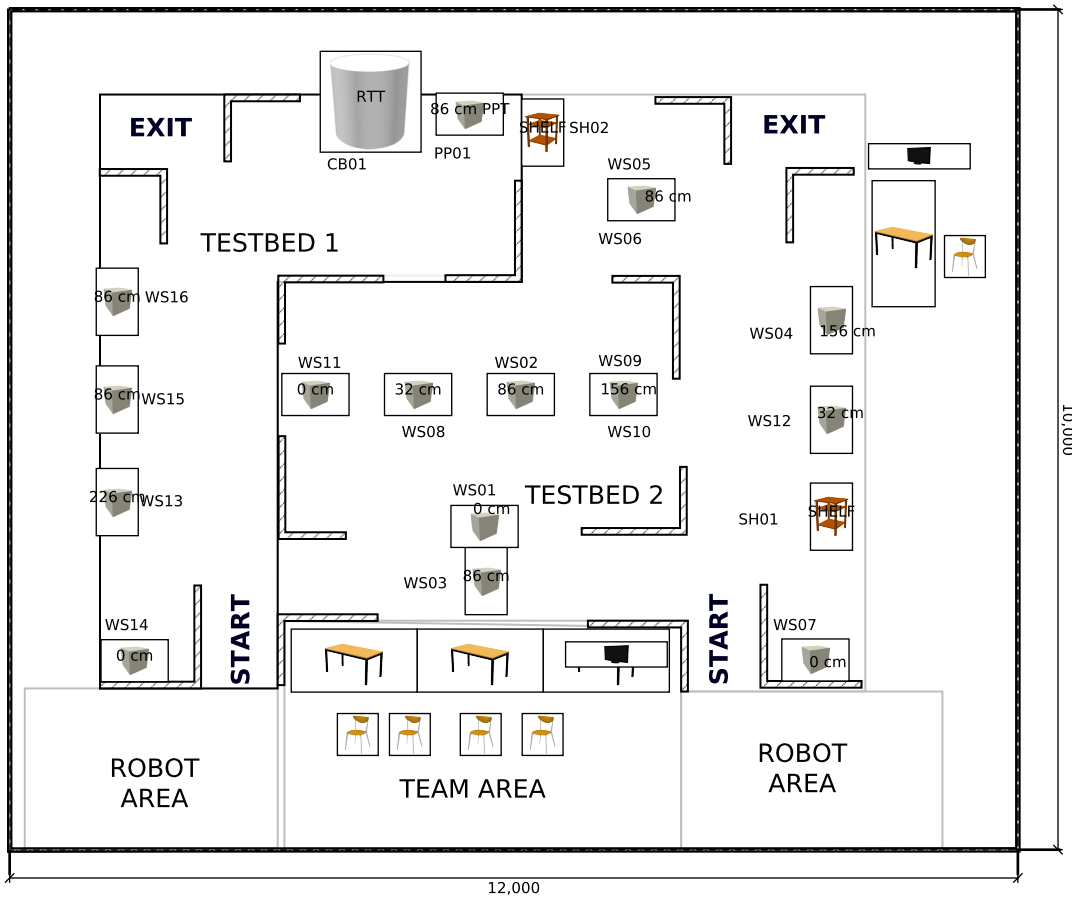 RTT
86 cm PPT
EXIT
SHELF SH02
EXIT
PP01
CB01
WS05
86 cm
WS06
TESTBED 1
86 cm WS16
156 cm
WS04
WS11
WS02
WS09
0 cm
32 cm
86 cm
156 cm
86 cm
WS15
32 cm
WS12
WS08
WS10
WS01
TESTBED 2
226 cm
WS13
0 cm
SHELF
SH01
86 cm
WS03
START
START
WS14
0 cm
WS07
0 cm
ROBOT
AREA
TEAM AREA
ROBOT
AREA
10,000
12,000